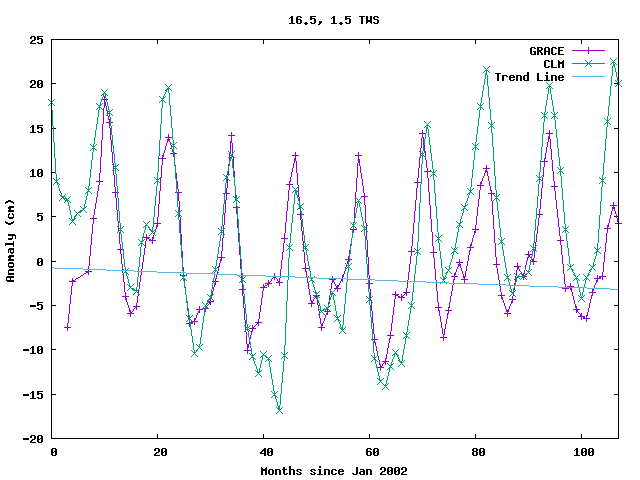 16.5, 1.5 TWS
GRACE
CLM
Trend Line
25
20
15
10
5
0
-5
-10
-15
-20
Anomaly (cm)
0 20 40 60 80 100
Months since Jan 2002